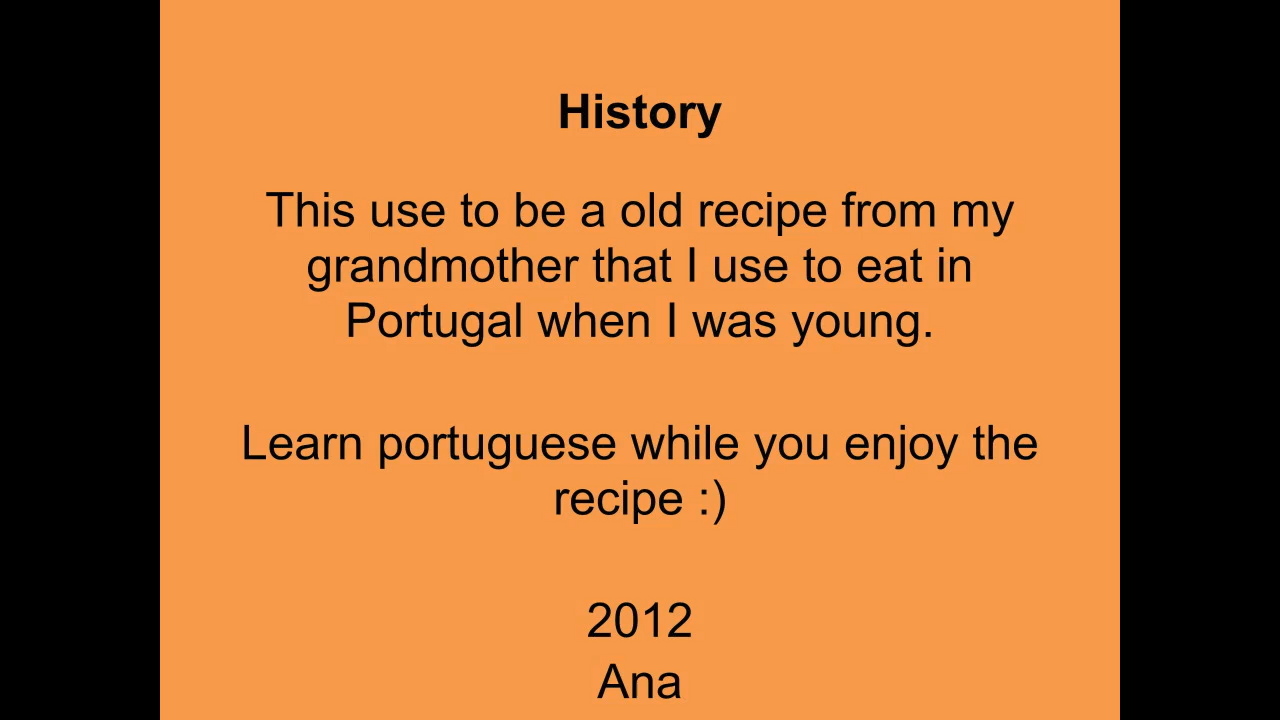 History
This use to be a old recipe from my
grandmother that I use to eat in
Portugal when I was young.
Learn portuguese while you enjoy the
recipe :)
2012
Ana